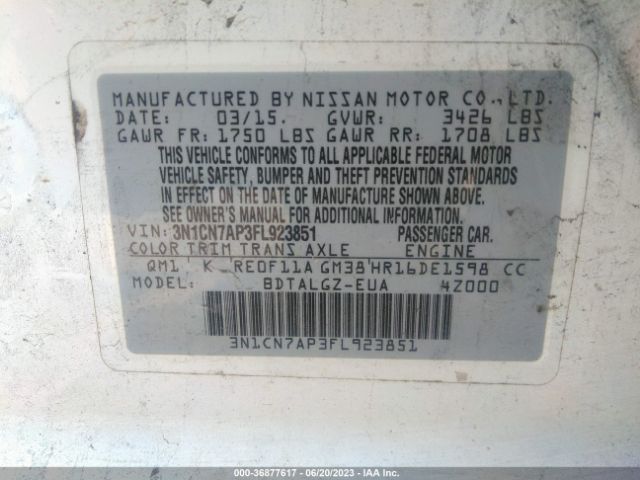 MANUFACTURED BY NISSAN MOTOR CO., LTD.
DATE: 03/15. GVWR: 3426 LBS
GAWR FR: 1750 LBS GAWR RR: 1708 LBS
THIS VEHICLE CONFORMS TO ALL APPLICABLE FEDERAL MOTOR
VEHICLE SAFETY, BUMPER AND THEFT PREVENTION STANDARDS
IN EFFECT ON THE DATE OF MANUFACTURE SHOWN ABOVE.
SEE OWNER'S MANUAL FOR ADDITIONAL INFORMATION.
VIN: 3N1CN7AP3FL923851 PASSENGER CAR.
COLOR TRIM TRANS AXLE ENGINE
QM1 K RE0F11A GM38 HR16DE1598 CC
MODEL: BDTALGZ-EUA 4Z000
3N1CN7AP3FL923851
000-36877617 - 06/20/2023 - IAA Inc.